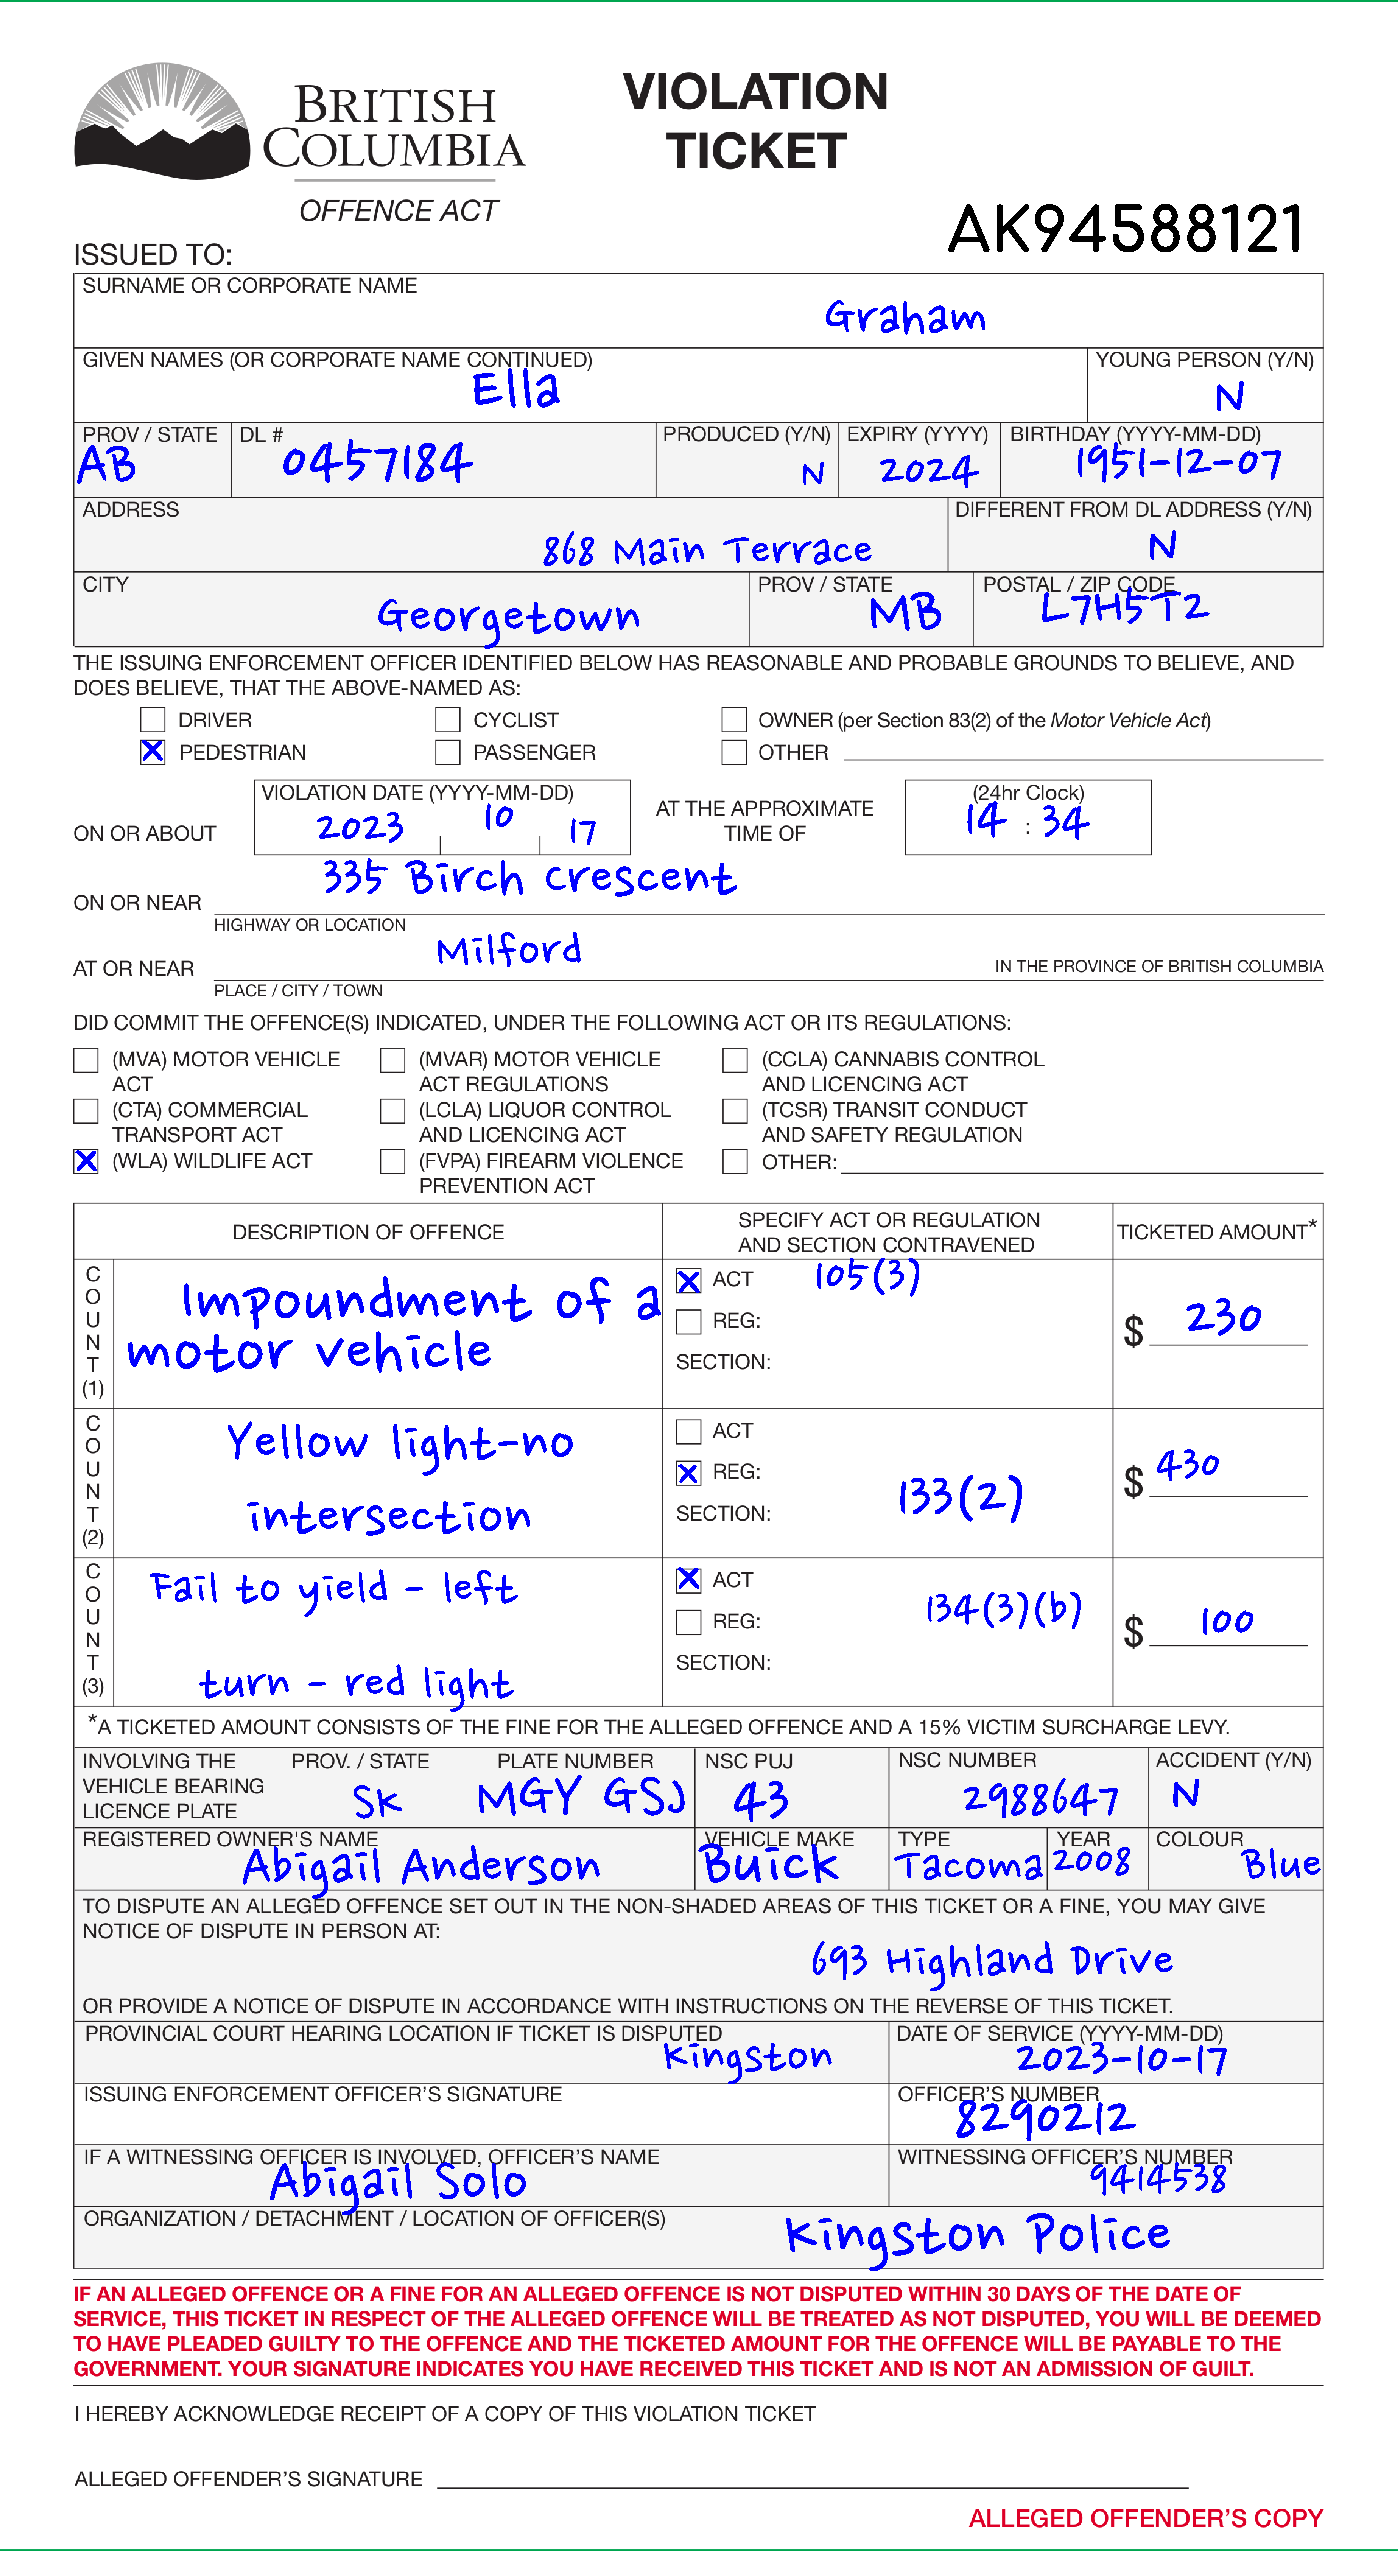 BRITISH
COLUMBIA
OFFENCE ACT
VIOLATION
TICKET
AK94588121
ISSUED TO:
SURNAME OR CORPORATE NAME
Graham
GIVEN NAMES (OR CORPORATE NAME CONTINUED) YOUNG PERSON (Y/N)
Ella N
PROV / STATE DL # PRODUCED (Y/N) EXPIRY (YYYY) BIRTHDAY (YYYY-MM-DD)
AB 0457184 N 2024 1951-12-07
ADDRESS DIFFERENT FROM DL ADDRESS (Y/N)
868 Main Terrace N
CITY PROV / STATE POSTAL / ZIP CODE
Georgetown MB L7H5T2
THE ISSUING ENFORCEMENT OFFICER IDENTIFIED BELOW HAS REASONABLE AND PROBABLE GROUNDS TO BELIEVE, AND
DOES BELIEVE, THAT THE ABOVE-NAMED AS:
DRIVER CYCLIST OWNER (per Section 83(2) of the Motor Vehicle Act)
X PEDESTRIAN PASSENGER OTHER
VIOLATION DATE (YYYY-MM-DD) (24hr Clock)
ON OR ABOUT 2023 10 17 AT THE APPROXIMATE
TIME OF 14 : 34
335 Birch Crescent
ON OR NEAR
HIGHWAY OR LOCATION
Milford
AT OR NEAR IN THE PROVINCE OF BRITISH COLUMBIA
PLACE / CITY / TOWN
DID COMMIT THE OFFENCE(S) INDICATED, UNDER THE FOLLOWING ACT OR ITS REGULATIONS:
(MVA) MOTOR VEHICLE
ACT
(MVAR) MOTOR VEHICLE
ACT REGULATIONS
(CCLA) CANNABIS CONTROL
AND LICENCING ACT
(CTA) COMMERCIAL
TRANSPORT ACT
(LCLA) LIQUOR CONTROL
AND LICENCING ACT
(TCSR) TRANSIT CONDUCT
AND SAFETY REGULATION
X (WLA) WILDLIFE ACT
(FVPA) FIREARM VIOLENCE
PREVENTION ACT
OTHER:
DESCRIPTION OF OFFENCE
SPECIFY ACT OR REGULATION
AND SECTION CONTRAVENED
TICKETED AMOUNT*
COUNT (1)
Impoundment of a
motor vehicle
X ACT 105(3)
REG:
SECTION:
$ 230
COUNT (2)
Yellow light-no
intersection
ACT
X REG:
SECTION: 133(2)
$ 430
COUNT (3)
Fail to yield - left
turn - red light
X ACT
REG: 134(3)(b)
SECTION:
$ 100
*A TICKETED AMOUNT CONSISTS OF THE FINE FOR THE ALLEGED OFFENCE AND A 15% VICTIM SURCHARGE LEVY.
INVOLVING THE
VEHICLE BEARING
LICENCE PLATE
PROV. / STATE PLATE NUMBER NSC PUJ NSC NUMBER ACCIDENT (Y/N)
SK MGY GSJ 43 2988647 N
REGISTERED OWNER'S NAME VEHICLE MAKE TYPE YEAR COLOUR
Abigail Anderson Buick Tacoma 2008 Blue
TO DISPUTE AN ALLEGED OFFENCE SET OUT IN THE NON-SHADED AREAS OF THIS TICKET OR A FINE, YOU MAY GIVE
NOTICE OF DISPUTE IN PERSON AT:
693 Highland Drive
OR PROVIDE A NOTICE OF DISPUTE IN ACCORDANCE WITH INSTRUCTIONS ON THE REVERSE OF THIS TICKET.
PROVINCIAL COURT HEARING LOCATION IF TICKET IS DISPUTED DATE OF SERVICE (YYYY-MM-DD)
Kingston 2023-10-17
ISSUING ENFORCEMENT OFFICER'S SIGNATURE OFFICER'S NUMBER
8290212
IF A WITNESSING OFFICER IS INVOLVED, OFFICER'S NAME WITNESSING OFFICER'S NUMBER
Abigail Solo 9414538
ORGANIZATION / DETACHMENT / LOCATION OF OFFICER(S)
Kingston Police
IF AN ALLEGED OFFENCE OR A FINE FOR AN ALLEGED OFFENCE IS NOT DISPUTED WITHIN 30 DAYS OF THE DATE OF
SERVICE, THIS TICKET IN RESPECT OF THE ALLEGED OFFENCE WILL BE TREATED AS NOT DISPUTED, YOU WILL BE DEEMED
TO HAVE PLEADED GUILTY TO THE OFFENCE AND THE TICKETED AMOUNT FOR THE OFFENCE WILL BE PAYABLE TO THE
GOVERNMENT. YOUR SIGNATURE INDICATES YOU HAVE RECEIVED THIS TICKET AND IS NOT AN ADMISSION OF GUILT.
I HEREBY ACKNOWLEDGE RECEIPT OF A COPY OF THIS VIOLATION TICKET
ALLEGED OFFENDER'S SIGNATURE
ALLEGED OFFENDER'S COPY